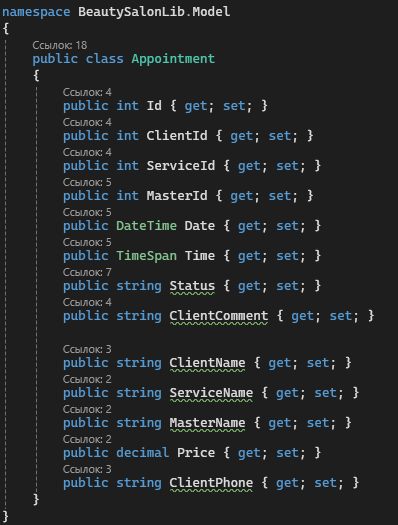 namespace BeautySalonLib.Model
{
Ссылок: 18
public class Appointment
{
Ссылок: 4
public int Id { get; set; }
Ссылок: 4
public int ClientId { get; set; }
Ссылок: 4
public int ServiceId { get; set; }
Ссылок: 5
public int MasterId { get; set; }
Ссылок: 5
public DateTime Date { get; set; }
Ссылок: 5
public TimeSpan Time { get; set; }
Ссылок: 7
public string Status { get; set; }
Ссылок: 4
public string ClientComment { get; set; }
Ссылок: 3
public string ClientName { get; set; }
Ссылок: 2
public string ServiceName { get; set; }
Ссылок: 2
public string MasterName { get; set; }
Ссылок: 2
public decimal Price { get; set; }
Ссылок: 3
public string ClientPhone { get; set; }
}
}